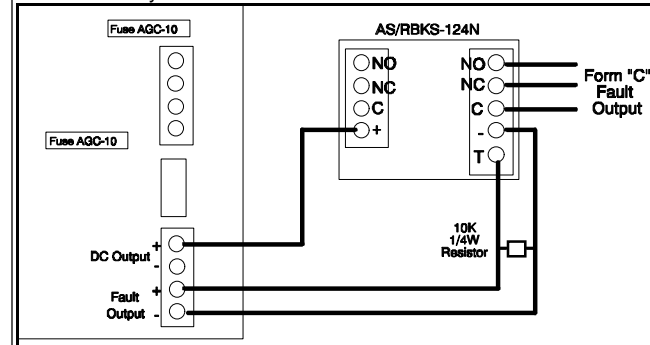 Fuse AGC-10
Fuse AGC-10
DC Output
+
-
Fault
Output
+
-
AS/RBKS-124N
NO
NC
C
+
NO
NC
C
-
T
Form "C"
Fault
Output
10K
1/4W
Resistor